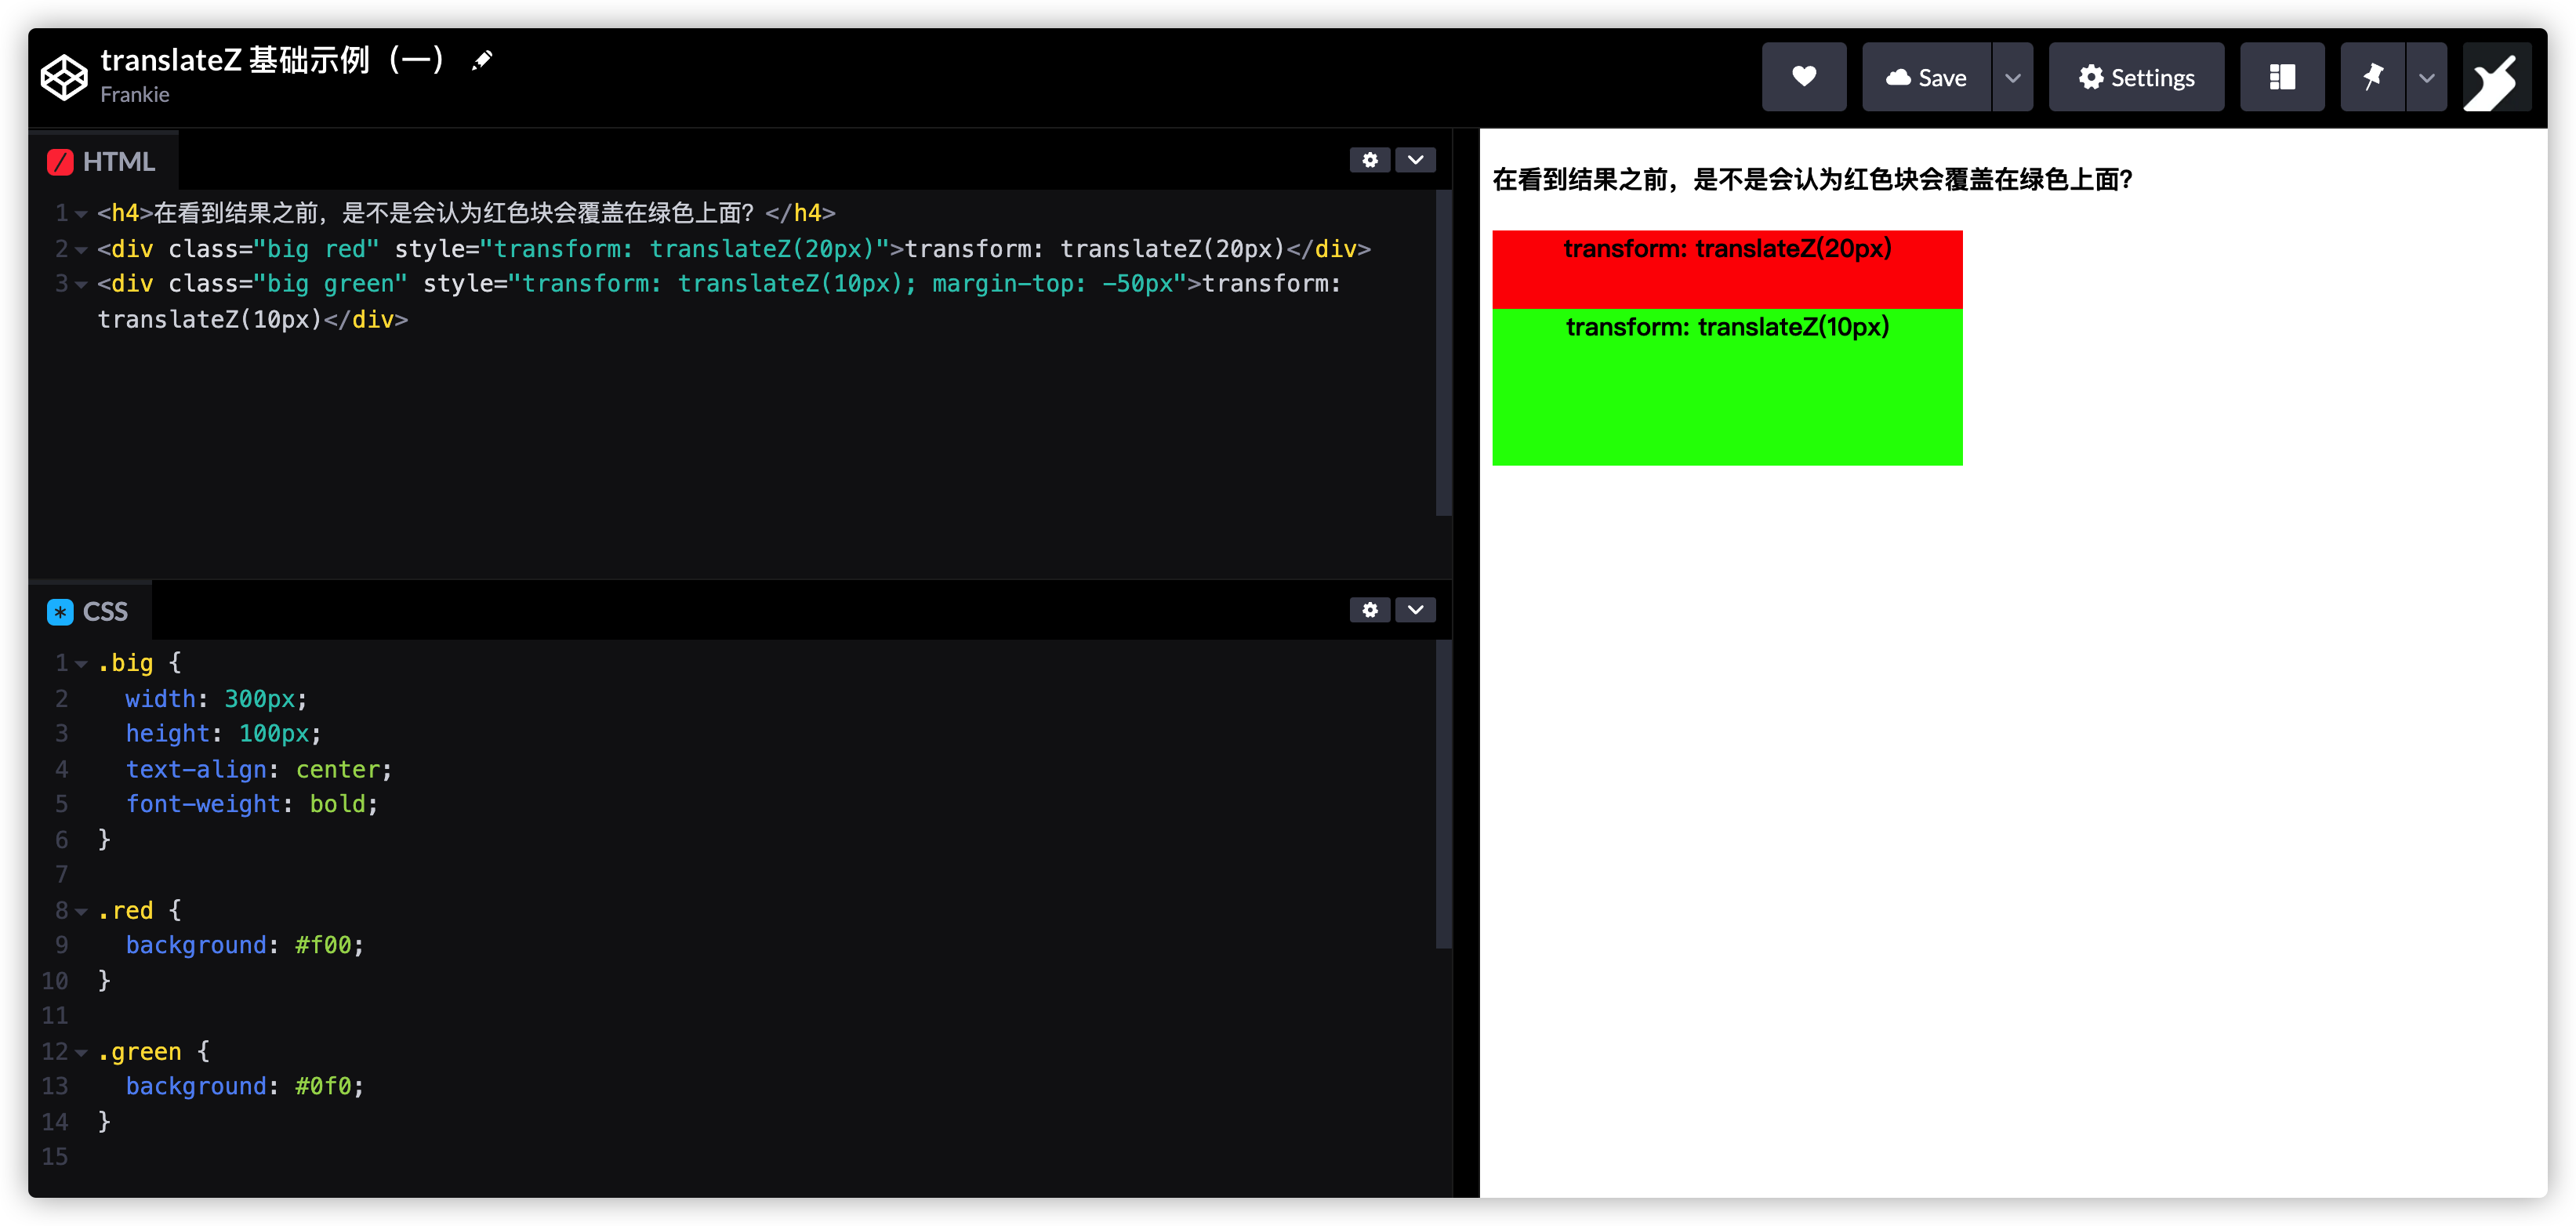 translateZ 基础示例（一）
Frankie
Save
Settings
HTML
1 <h4>在看到结果之前，是不是会认为红色块会覆盖在绿色上面？</h4>
2 <div class="big red" style="transform: translateZ(20px)">transform: translateZ(20px)</div>
3 <div class="big green" style="transform: translateZ(10px); margin-top: -50px">transform:
translateZ(10px)</div>
CSS
1 .big {
2 width: 300px;
3 height: 100px;
4 text-align: center;
5 font-weight: bold;
6 }
7
8 .red {
9 background: #f00;
10 }
11
12 .green {
13 background: #0f0;
14 }
15
在看到结果之前，是不是会认为红色块会覆盖在绿色上面？
transform: translateZ(20px)
transform: translateZ(10px)